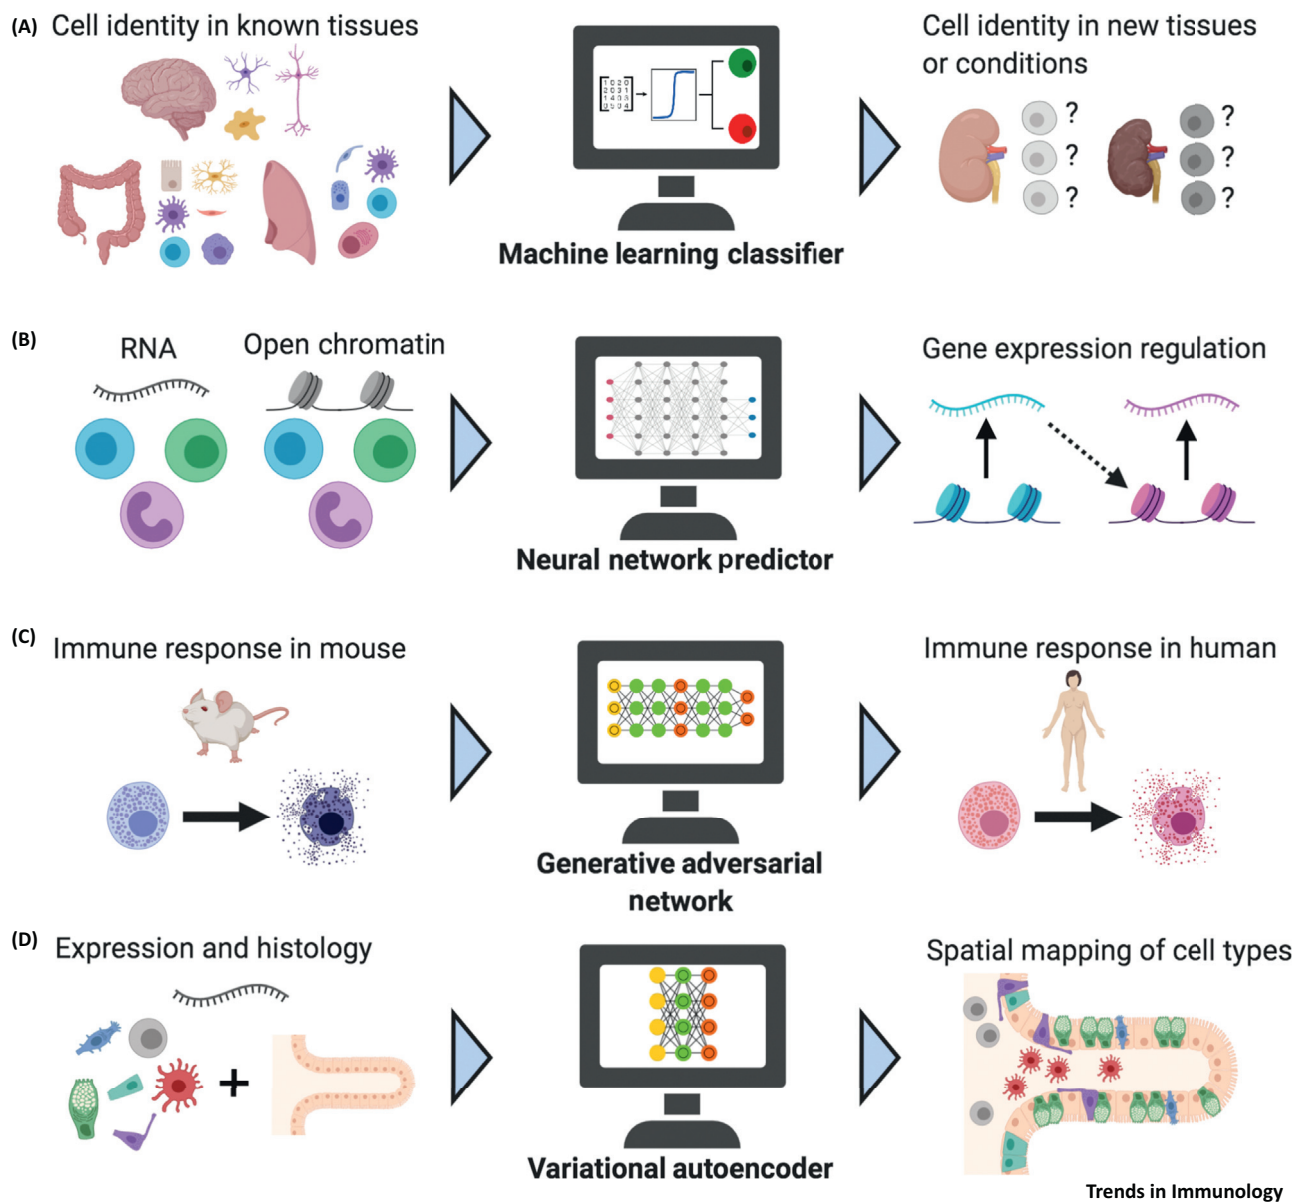 (A) Cell identity in known tissues
Cell identity in new tissues
or conditions
?
?
?
?
?
?
Machine learning classifier
(B)
RNA
Open chromatin
Gene expression regulation
Neural network predictor
(C)
Immune response in mouse
Immune response in human
Generative adversarial
network
(D)
Expression and histology
Spatial mapping of cell types
+
Variational autoencoder
Trends in Immunology